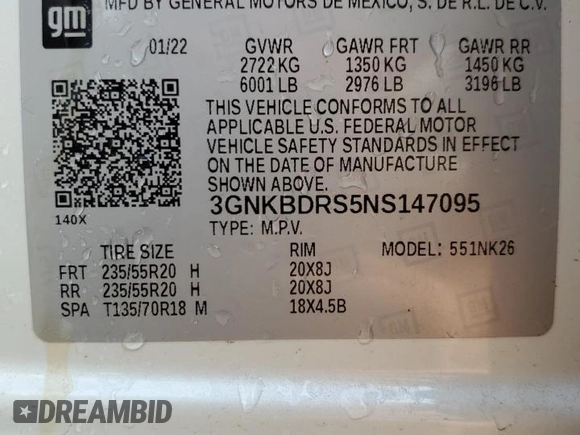 MFD BY GENERAL MOTORS DE MEXICO, S. DE R.L. DE C.V.
gm
01/22 GVWR GAWR FRT GAWR RR
2722 KG 1350 KG 1450 KG
6001 LB 2976 LB 3196 LB
THIS VEHICLE CONFORMS TO ALL
APPLICABLE U.S. FEDERAL MOTOR
VEHICLE SAFETY STANDARDS IN EFFECT
ON THE DATE OF MANUFACTURE
SHOWN ABOVE.
140X
3GNKBDRS5NS147095
TYPE: M.P.V. MODEL: 551NK26
TIRE SIZE RIM
FRT 235/55R20 H 20X8J
RR 235/55R20 H 20X8J
SPA T135/70R18 M 18X4.5B
GM
DREAMBID